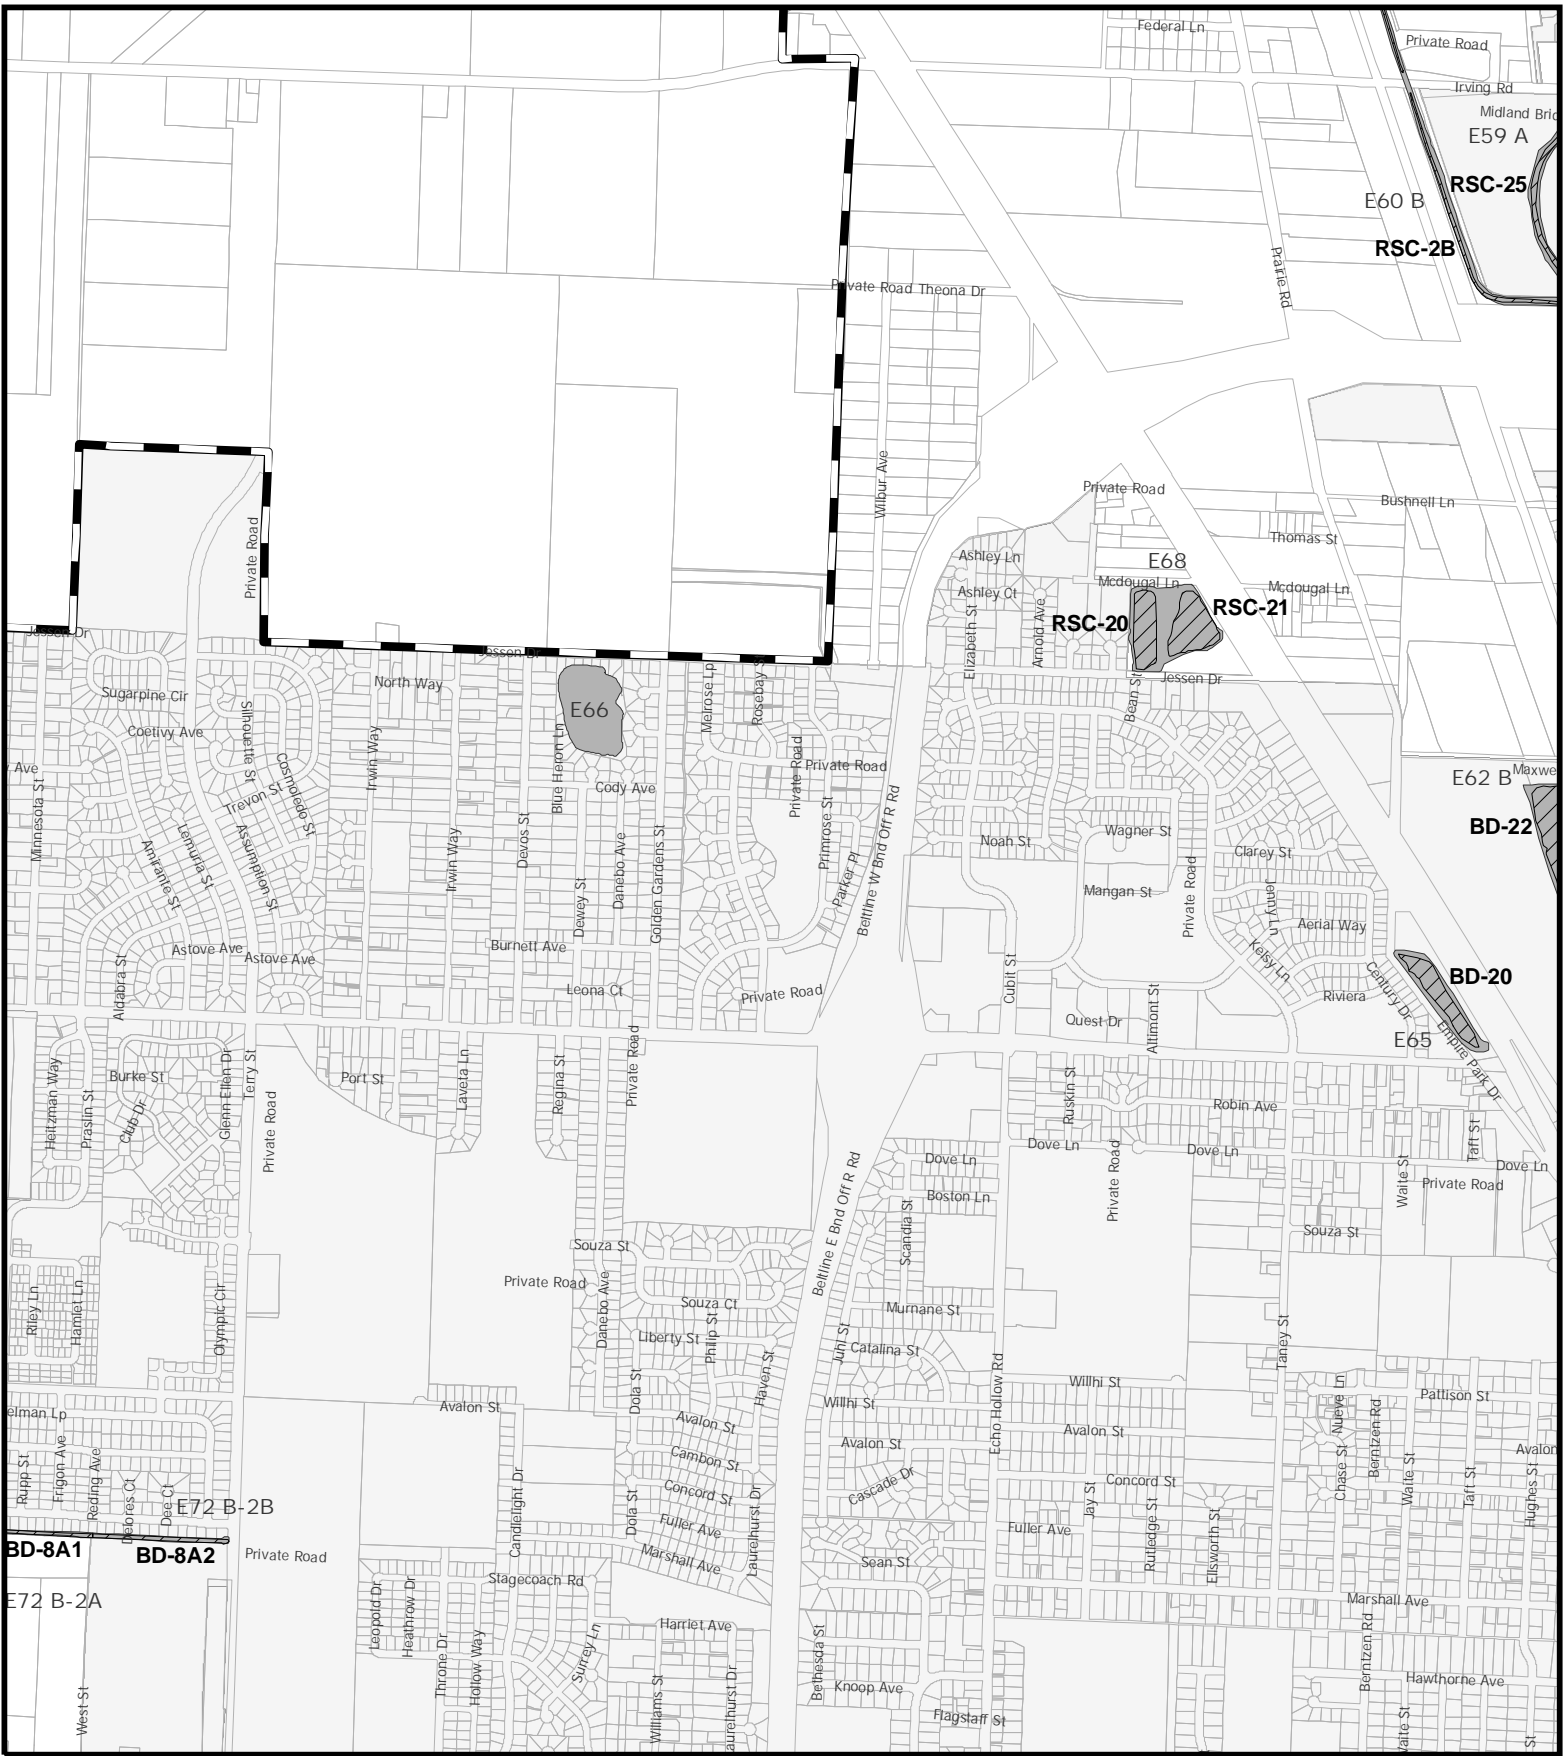 Federal Ln
Private Road
Irving Rd
E59 A
RSC-25
E60 B
RSC-2B
Prairie Rd
Private Road
Theona Dr
Wilbur Ave
Private Road
Bushnell Ln
Private Road
Thomas St
Ashley Ln
E68
Mcdougal Ln
Mcdougal Ln
Ashley Ct
RSC-20
RSC-21
Elizabeth St
Arnold Ave
Jessen Dr
Jessen Dr
Jessen Dr
Bean St
Sugarpine Cir
North Way
E66
Melrose Lp
Rosebay St
Silhouette St
Coetivy Ave
Irwin Way
Blue Heron Ln
Private Road
Private Road
Cosmoledo St
Ave
E62 B
Minnesota St
Trevon St
Cody Ave
BD-22
Lemuria St
Assumption St
Amirante St
Irwin Way
Devos St
Dewey St
Danebo Ave
Golden Gardens St
Primrose St
Parker Pl
Beltline W Bnd Off R Rd
Noah St
Wagner St
Clarey St
Mangan St
Private Road
Jenny Ln
Aerial Way
Kelsy Ln
Astove Ave
Astove Ave
Burnett Ave
Aldabra St
Leona Ct
Private Road
Cubit St
Riviera
Century Dr
BD-20
Quest Dr
Altimont St
E65
Empire Park Dr
Heitzman Way
Praslin St
Burke St
Club Dr
Glenn Ellen Dr
Terry St
Private Road
Port St
Laveta Ln
Regina St
Private Road
Ruskin St
Robin Ave
Dove Ln
Dove Ln
Dove Ln
Private Road
Taft St
Dove Ln
Waite St
Private Road
Boston Ln
Scandia St
Beltline E Bnd Off R Rd
Souza St
Souza St
Private Road
Danebo Ave
Souza Ct
Murnane St
Riley Ln
Hamlet Ln
Olympic Cir
Liberty St
Philip St
Juhl St
Catalina St
Taney St
Haven St
Dola St
Echo Hollow Rd
Willhi St
Willhi St
Nueve Ln
Pattison St
elman Lp
Avalon St
Avalon St
Avalon St
Avalon St
Avalon
Berntzen Rd
Chase St
Rupp St
Frigon Ave
Reding Ave
Debres Ct
Dee Ct
Cambon St
Concord St
Cascade Dr
Concord St
Waite St
Taft St
Hughes St
E72 B-2B
Candlelight Dr
Dola St
Fuller Ave
Laurelhurst Dr
Jay St
Fuller Ave
Rutledge St
Ellsworth St
BD-8A1
BD-8A2
Private Road
Marshall Ave
Sean St
Stagecoach Rd
E72 B-2A
Marshall Ave
Leopold Dr
Heathrow Dr
Throne Dr
Hollow Way
Surrey Ln
Harriet Ave
Bethesda St
Berntzen Rd
West St
Williams St
aurelhurst Dr
Knoop Ave
Hawthorne Ave
Flagstaff St
aite St
St